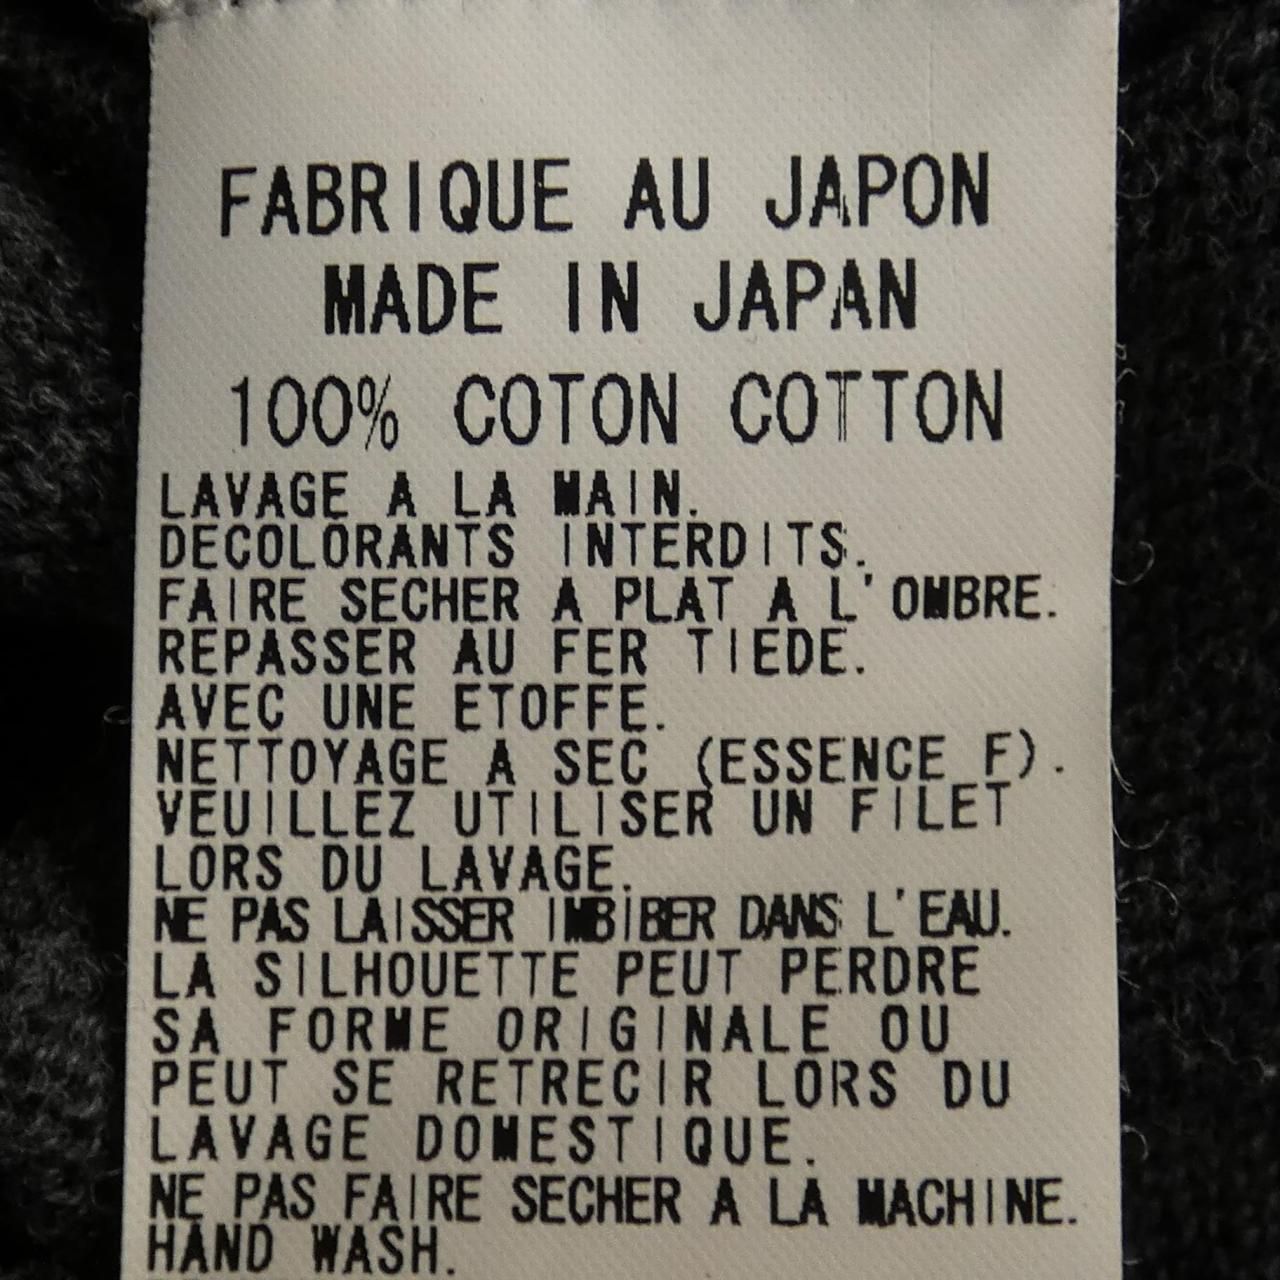 FABRIQUE AU JAPON
MADE IN JAPAN
100% COTON COTTON
LAVAGE A LA MAIN.
DECOLORANTS INTERDITS.
FAIRE SECHER A PLAT A L'OMBRE.
REPASSER AU FER TIEDE.
AVEC UNE ETOFFE.
NETTOYAGE A SEC (ESSENCE F).
VEUILLEZ UTILISER UN FILET
LORS DU LAVAGE.
NE PAS LAISSER IMBIBER DANS L'EAU.
LA SILHOUETTE PEUT PERDRE
SA FORME ORIGINALE OU
PEUT SE RETRECIR LORS DU
LAVAGE DOMESTIQUE.
NE PAS FAIRE SECHER A LA MACHINE.
HAND WASH.